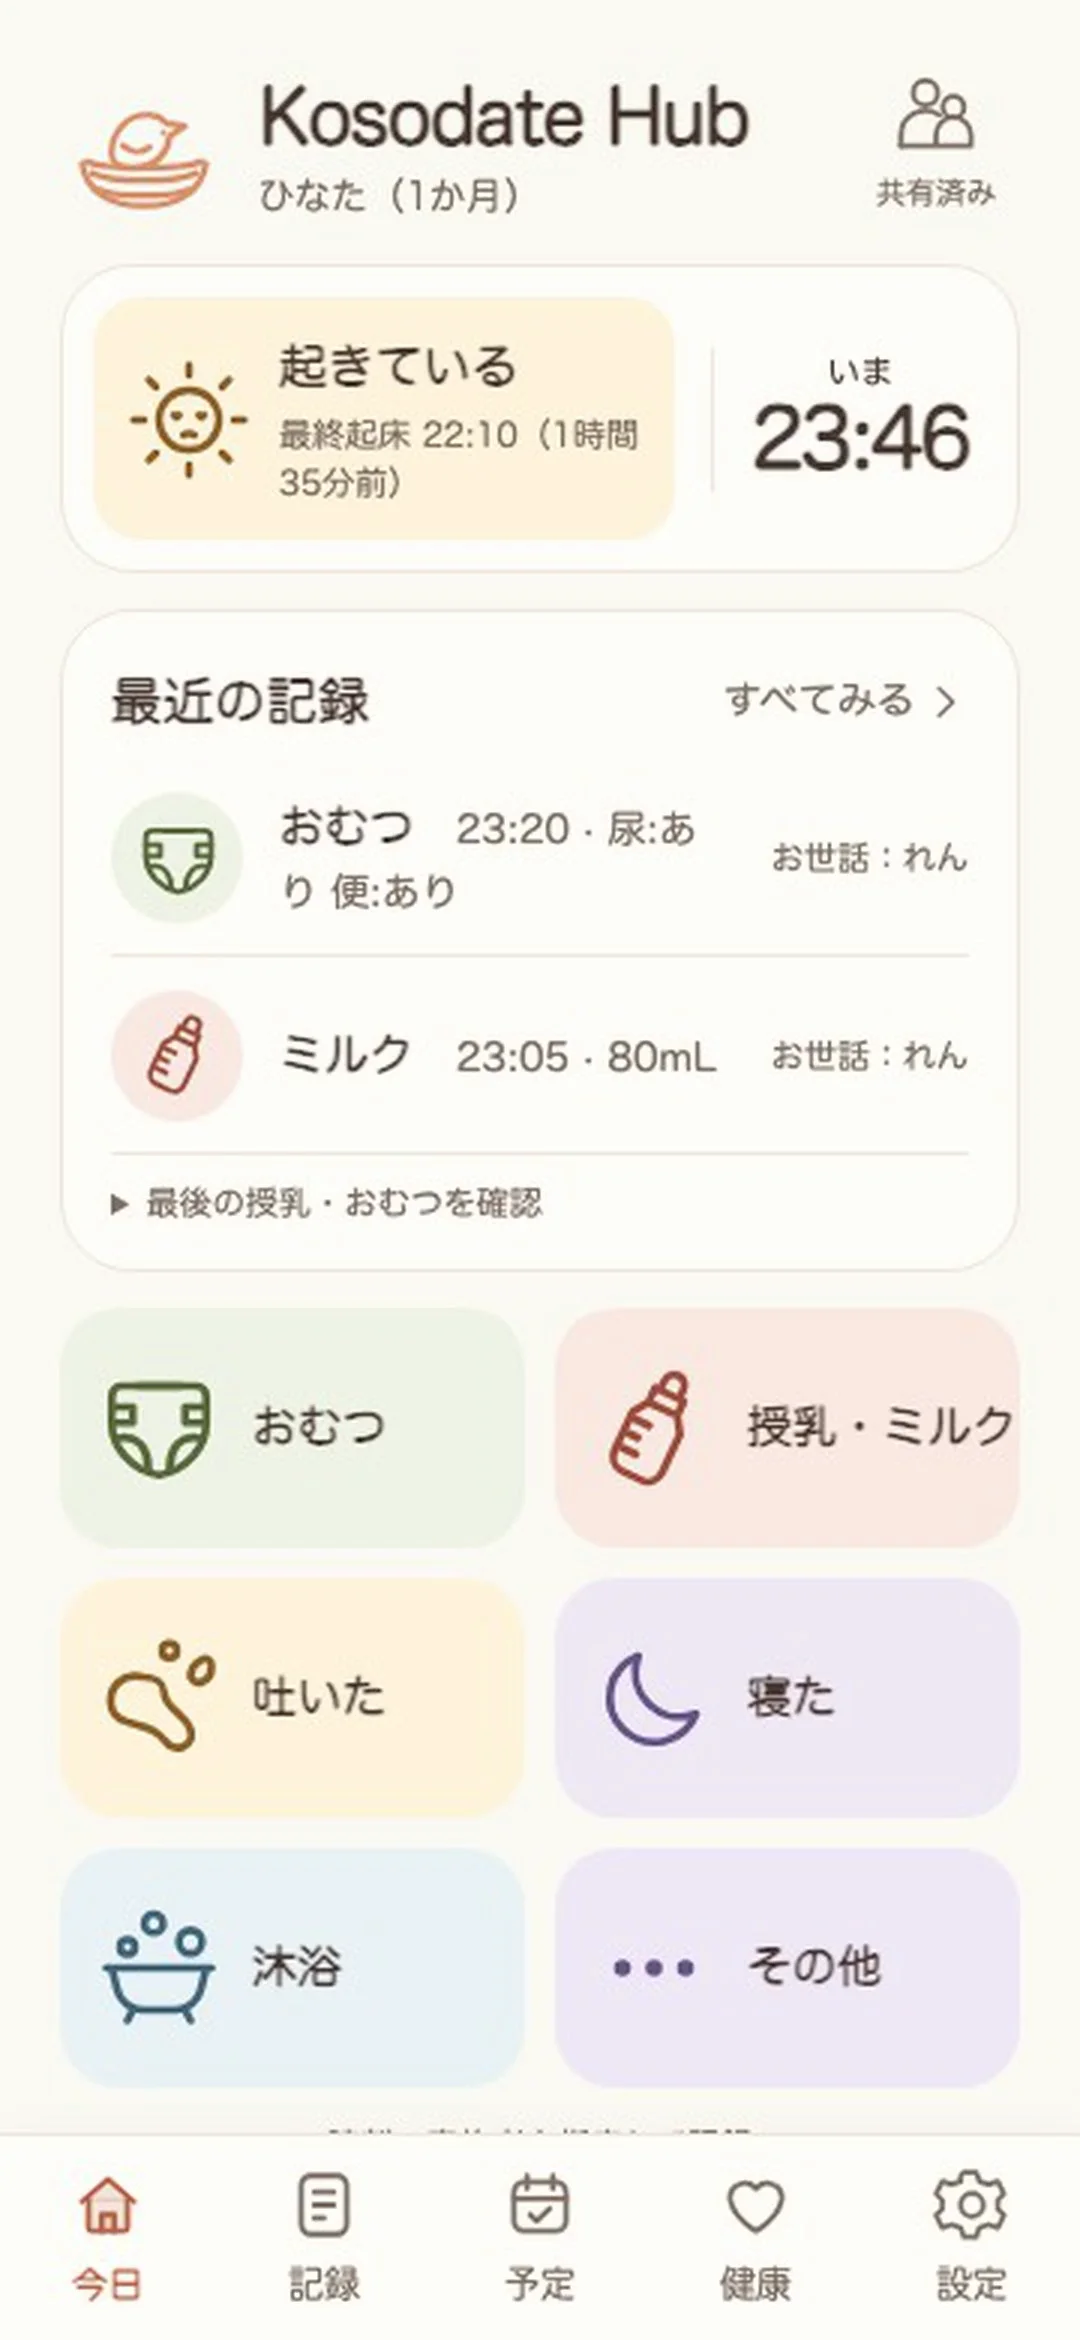 Kosodate Hub
ひなた（1か月）
共有済み
起きている
最終起床 22:10（1時間
35分前）
いま
23:46
最近の記録
すべてみる
おむつ 23:20 · 尿:あ
り 便:あり
お世話：れん
ミルク 23:05 · 80mL
お世話：れん
▶ 最後の授乳・おむつを確認
おむつ
授乳・ミルク
吐いた
寝た
沐浴
その他
今日
記録
予定
健康
設定